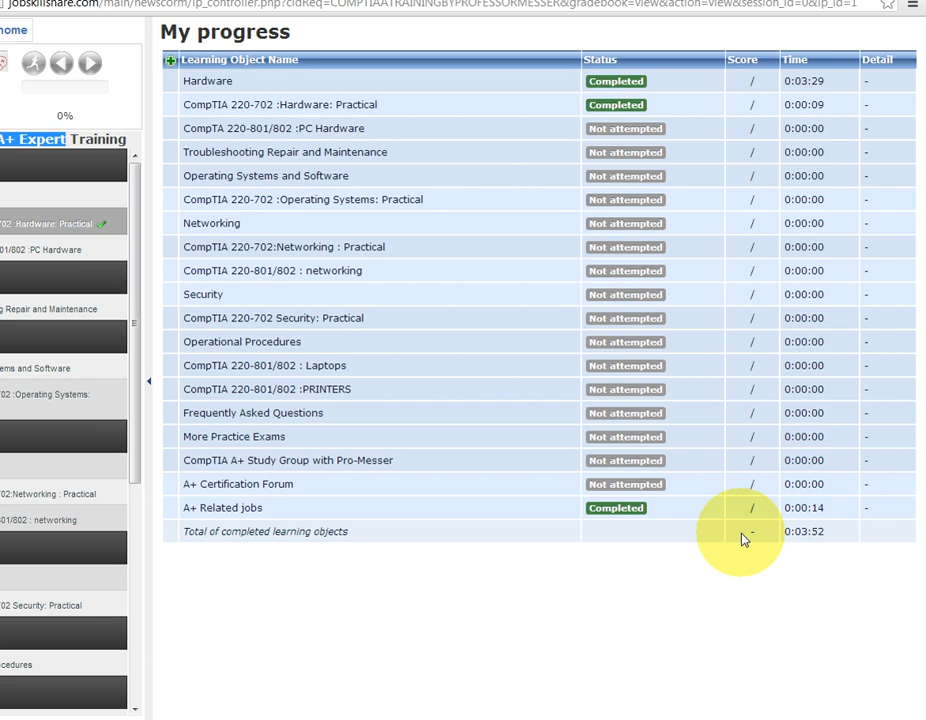 jobskillshare.com/main/newscorm/lp_controller.php?cidReq=COMPTIAATRAININGBYPROFESSORMESSER&gradebook=view&action=view&session_id=0&lp_id=1
home
My progress
Learning Object Name Status Score Time Detail
Hardware Completed / 0:03:29 -
CompTIA 220-702 :Hardware: Practical Completed / 0:00:09 -
0%
CompTA 220-801/802 :PC Hardware Not attempted / 0:00:00 -
A+ Expert Training
Troubleshooting Repair and Maintenance Not attempted / 0:00:00 -
Operating Systems and Software Not attempted / 0:00:00 -
CompTIA 220-702 :Operating Systems: Practical Not attempted / 0:00:00 -
702 :Hardware: Practical
Networking Not attempted / 0:00:00 -
01/802 :PC Hardware
CompTIA 220-702:Networking : Practical Not attempted / 0:00:00 -
CompTIA 220-801/802 : networking Not attempted / 0:00:00 -
Security Not attempted / 0:00:00 -
g Repair and Maintenance
CompTIA 220-702 Security: Practical Not attempted / 0:00:00 -
Operational Procedures Not attempted / 0:00:00 -
CompTIA 220-801/802 : Laptops Not attempted / 0:00:00 -
ems and Software
CompTIA 220-801/802 :PRINTERS Not attempted / 0:00:00 -
702 :Operating Systems:
Frequently Asked Questions Not attempted / 0:00:00 -
More Practice Exams Not attempted / 0:00:00 -
CompTIA A+ Study Group with Pro-Messer Not attempted / 0:00:00 -
A+ Certification Forum Not attempted / 0:00:00 -
702:Networking : Practical
A+ Related jobs Completed / 0:00:14 -
01/802 : networking
Total of completed learning objects - 0:03:52
702 Security: Practical
cedures